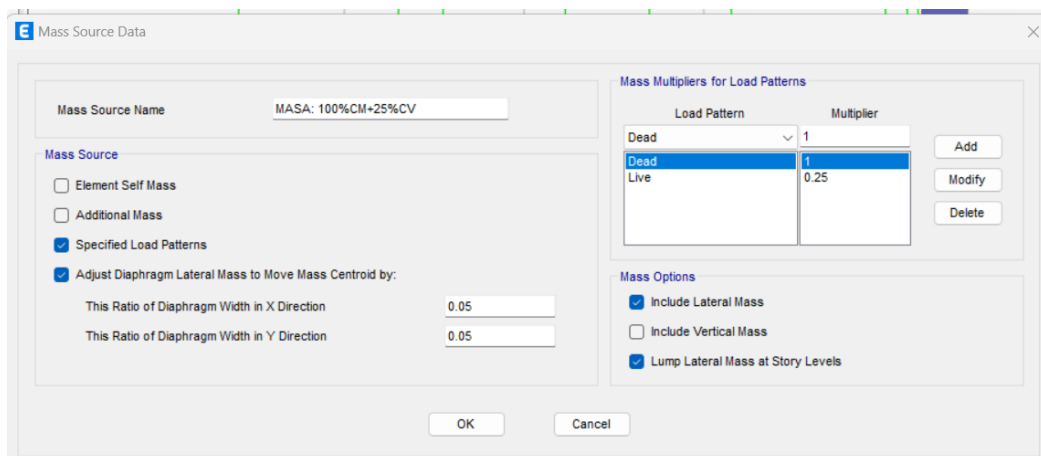 E Mass Source Data
Mass Source Name
MASA: 100%CM+25%CV
Mass Source
Element Self Mass
Additional Mass
Specified Load Patterns
Adjust Diaphragm Lateral Mass to Move Mass Centroid by:
This Ratio of Diaphragm Width in X Direction
0.05
This Ratio of Diaphragm Width in Y Direction
0.05
Mass Multipliers for Load Patterns
Load Pattern Multiplier
Dead 1
Dead 1
Live 0.25
Add
Modify
Delete
Mass Options
Include Lateral Mass
Include Vertical Mass
Lump Lateral Mass at Story Levels
OK Cancel